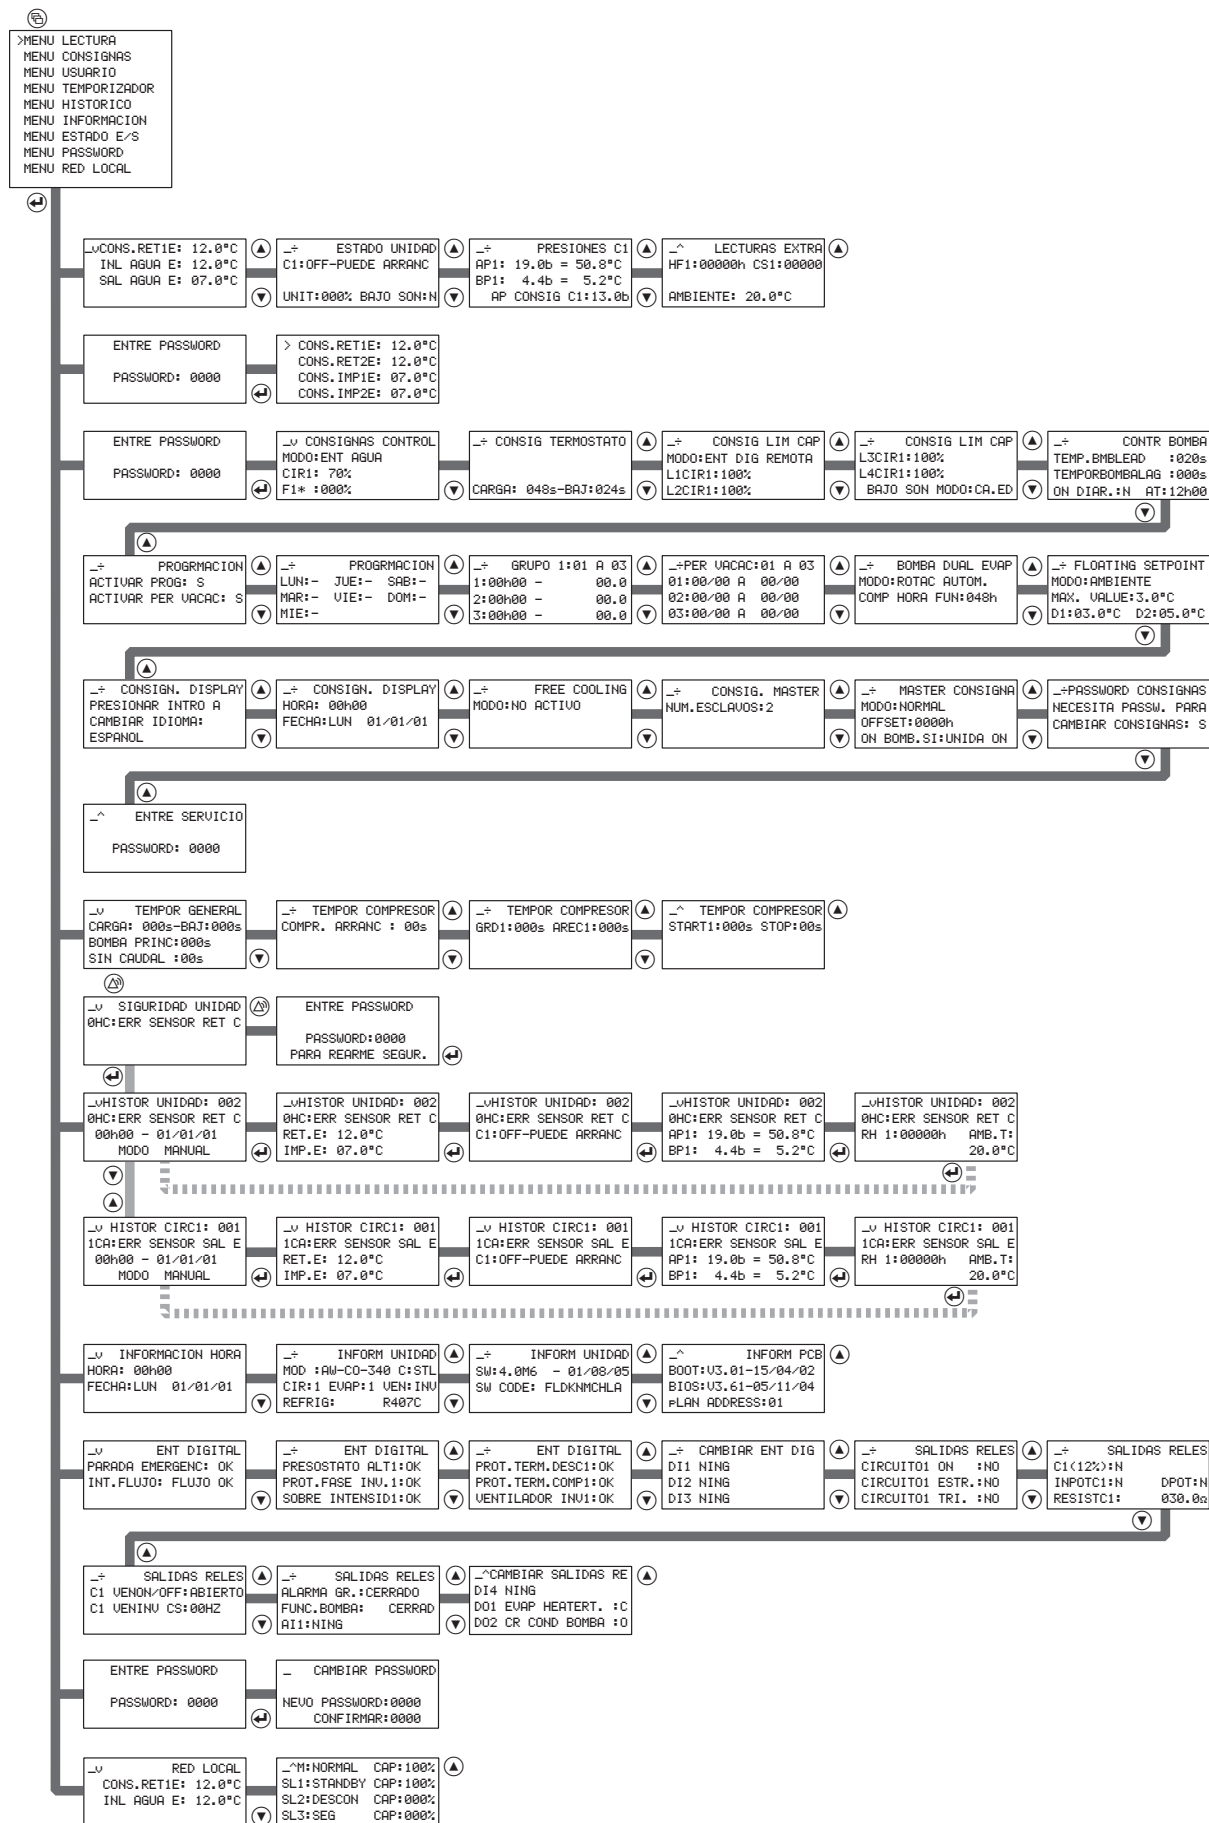 >MENU LECTURA
MENU CONSIGNAS
MENU USUARIO
MENU TEMPORIZADOR
MENU HISTORICO
MENU INFORMACION
MENU ESTADO E/S
MENU PASSWORD
MENU RED LOCAL
_vCONS.RET1E: 12.0°C
INL AGUA E: 12.0°C
SAL AGUA E: 07.0°C
_÷ ESTADO UNIDAD
C1:OFF-PUEDE ARRANC
UNIT:000% BAJO SON:N
_÷ PRESIONES C1
AP1: 19.0b = 50.8°C
BP1: 4.4b = 5.2°C
AP CONSIG C1:13.0b
_^ LECTURAS EXTRA
HF1:00000h CS1:00000
AMBIENTE: 20.0°C
ENTRE PASSWORD
PASSWORD: 0000
> CONS.RET1E: 12.0°C
CONS.RET2E: 12.0°C
CONS.IMP1E: 07.0°C
CONS.IMP2E: 07.0°C
ENTRE PASSWORD
PASSWORD: 0000
_v CONSIGNAS CONTROL
MODO:ENT AGUA
CIR1: 70%
F1* :000%
_÷ CONSIG TERMOSTATO
CARGA: 048s-BAJ:024s
_÷ CONSIG LIM CAP
MODO:ENT DIG REMOTA
L1CIR1:100%
L2CIR1:100%
_÷ CONSIG LIM CAP
L3CIR1:100%
L4CIR1:100%
BAJO SON MODO:CA.ED
_÷ CONTR BOMBA
TEMP.BMBLEAD :020s
TEMPORBOMBALAG :000s
ON DIAR.:N AT:12h00
_÷ PROGRMACION
ACTIVAR PROG: S
ACTIVAR PER VACAC: S
_÷ PROGRMACION
LUN:- JUE:- SAB:-
MAR:- VIE:- DOM:-
MIE:-
_÷ GRUPO 1:01 A 03
1:00h00 - 00.0
2:00h00 - 00.0
3:00h00 - 00.0
_÷PER VACAC:01 A 03
01:00/00 A 00/00
02:00/00 A 00/00
03:00/00 A 00/00
_÷ BOMBA DUAL EVAP
MODO:ROTAC AUTOM.
COMP HORA FUN:048h
_÷ FLOATING SETPOINT
MODO:AMBIENTE
MAX. VALUE:3.0°C
D1:03.0°C D2:05.0°C
_÷ CONSIGN. DISPLAY
PRESIONAR INTRO A
CAMBIAR IDIOMA:
ESPANOL
_÷ CONSIGN. DISPLAY
HORA: 00h00
FECHA:LUN 01/01/01
_÷ FREE COOLING
MODO:NO ACTIVO
_÷ CONSIG. MASTER
NUM.ESCLAVOS:2
_÷ MASTER CONSIGNA
MODO:NORMAL
OFFSET:0000h
ON BOMB.SI:UNIDA ON
_÷PASSWORD CONSIGNAS
NECESITA PASSW. PARA
CAMBIAR CONSIGNAS: S
_^ ENTRE SERVICIO
PASSWORD: 0000
_v TEMPOR GENERAL
CARGA: 000s-BAJ:000s
BOMBA PRINC:000s
SIN CAUDAL :00s
_÷ TEMPOR COMPRESOR
COMPR. ARRANC : 00s
_÷ TEMPOR COMPRESOR
GRD1:000s AREC1:000s
_^ TEMPOR COMPRESOR
START1:000s STOP:00s
_v SIGURIDAD UNIDAD
0HC:ERR SENSOR RET C
ENTRE PASSWORD
PASSWORD:0000
PARA REARME SEGUR.
_vHISTOR UNIDAD: 002
0HC:ERR SENSOR RET C
00h00 - 01/01/01
MODO MANUAL
_vHISTOR UNIDAD: 002
0HC:ERR SENSOR RET C
RET.E: 12.0°C
IMP.E: 07.0°C
_vHISTOR UNIDAD: 002
0HC:ERR SENSOR RET C
C1:OFF-PUEDE ARRANC
_vHISTOR UNIDAD: 002
0HC:ERR SENSOR RET C
AP1: 19.0b = 50.8°C
BP1: 4.4b = 5.2°C
_vHISTOR UNIDAD: 002
0HC:ERR SENSOR RET C
RH 1:00000h AMB.T:
20.0°C
_v HISTOR CIRC1: 001
1CA:ERR SENSOR SAL E
00h00 - 01/01/01
MODO MANUAL
_v HISTOR CIRC1: 001
1CA:ERR SENSOR SAL E
RET.E: 12.0°C
IMP.E: 07.0°C
_v HISTOR CIRC1: 001
1CA:ERR SENSOR SAL E
C1:OFF-PUEDE ARRANC
_v HISTOR CIRC1: 001
1CA:ERR SENSOR SAL E
AP1: 19.0b = 50.8°C
BP1: 4.4b = 5.2°C
_v HISTOR CIRC1: 001
1CA:ERR SENSOR SAL E
RH 1:00000h AMB.T:
20.0°C
_v INFORMACION HORA
HORA: 00h00
FECHA:LUN 01/01/01
_÷ INFORM UNIDAD
MOD :AW-CO-340 C:STL
CIR:1 EVAP:1 VEN:INV
REFRIG: R407C
_÷ INFORM UNIDAD
SW:4.0M6 - 01/08/05
SW CODE: FLDKNMCHLA
_^ INFORM PCB
BOOT:V3.01-15/04/02
BIOS:V3.61-05/11/04
pLAN ADDRESS:01
_v ENT DIGITAL
PARADA EMERGENC: OK
INT.FLUJO: FLUJO OK
_÷ ENT DIGITAL
PRESOSTATO ALT1:OK
PROT.FASE INV.1:OK
SOBRE INTENSID1:OK
_÷ ENT DIGITAL
PROT.TERM.DESC1:OK
PROT.TERM.COMP1:OK
VENTILADOR INV1:OK
_÷ CAMBIAR ENT DIG
DI1 NING
DI2 NING
DI3 NING
_÷ SALIDAS RELES
CIRCUITO1 ON :NO
CIRCUITO1 ESTR.:NO
CIRCUITO1 TRI. :NO
_÷ SALIDAS RELES
C1(12%):N
INPOTC1:N DPOT:N
RESISTC1: 030.0Ω
_÷ SALIDAS RELES
C1 VENON/OFF:ABIERTO
C1 VENINV CS:00HZ
_÷ SALIDAS RELES
ALARMA GR.:CERRADO
FUNC.BOMBA: CERRAD
AI1:NING
_^CAMBIAR SALIDAS RE
DI4 NING
DO1 EVAP HEATERT. :C
DO2 CR COND BOMBA :O
ENTRE PASSWORD
PASSWORD: 0000
_ CAMBIAR PASSWORD
NEVO PASSWORD:0000
CONFIRMAR:0000
_v RED LOCAL
CONS.RET1E: 12.0°C
INL AGUA E: 12.0°C
_^M:NORMAL CAP:100%
SL1:STANDBY CAP:100%
SL2:DESCON CAP:000%
SL3:SEG CAP:000%